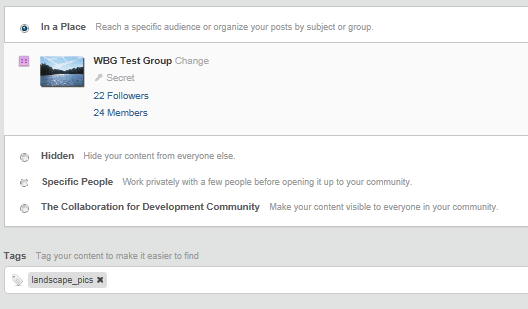 In a Place Reach a specific audience or organize your posts by subject or group.
WBG Test Group Change
Secret
22 Followers
24 Members
Hidden Hide your content from everyone else.
Specific People Work privately with a few people before opening it up to your community.
The Collaboration for Development Community Make your content visible to everyone in your community.
Tags Tag your content to make it easier to find
landscape_pics ✖